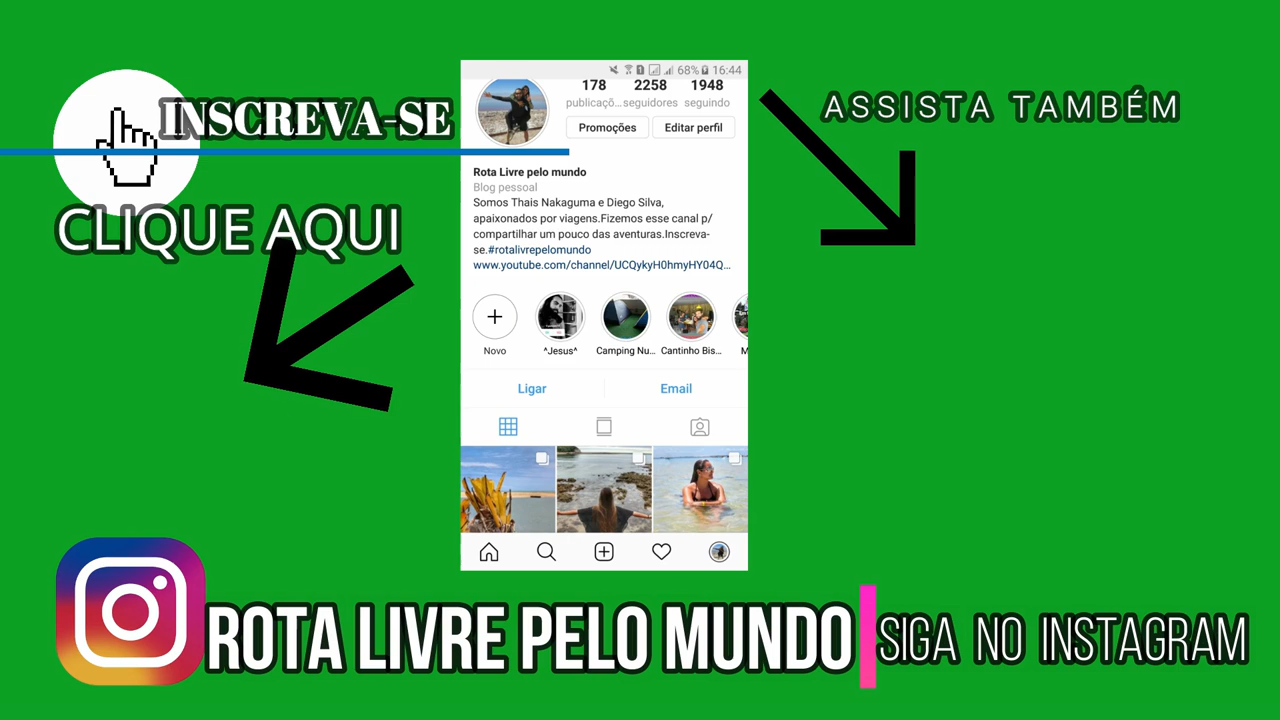 INSCREVA-SE
CLIQUE AQUI
68% 16:44
178 2258 1948
publicaçõ... seguidores seguindo
Promoções Editar perfil
Rota Livre pelo mundo
Blog pessoal
Somos Thais Nakaguma e Diego Silva,
apaixonados por viagens.Fizemos esse canal p/
compartilhar um pouco das aventuras.Inscreva-
se.#rotalivrepelomundo
www.youtube.com/channel/UCQykyH0hmyHY04Q...
Novo ^Jesus^ Camping Nu... Cantinho Bis... M
Ligar Email
ASSISTA TAMBÉM
ROTA LIVRE PELO MUNDO
SIGA NO INSTAGRAM